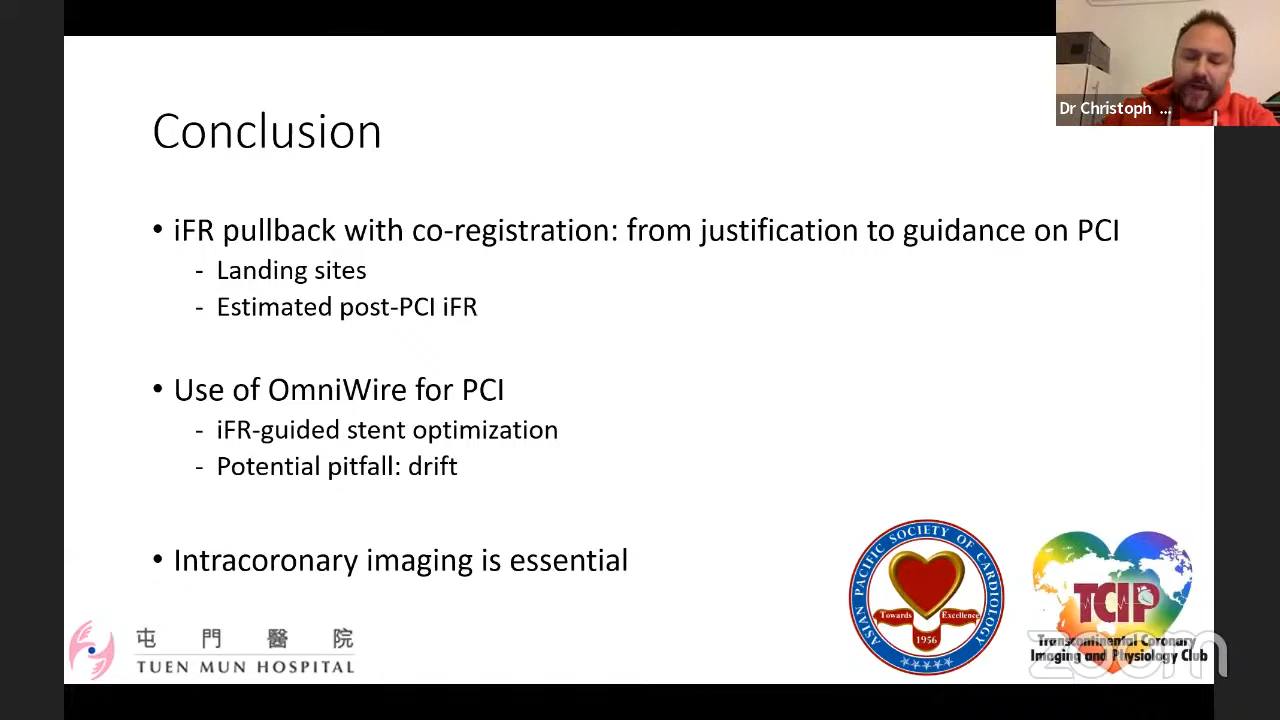 Dr Christoph ...
Conclusion
• iFR pullback with co-registration: from justification to guidance on PCI
- Landing sites
- Estimated post-PCI iFR
• Use of OmniWire for PCI
- iFR-guided stent optimization
- Potential pitfall: drift
• Intracoronary imaging is essential
屯門醫院
TUEN MUN HOSPITAL
ASIAN PACIFIC SOCIETY OF CARDIOLOGY
Towards Excellence
1956
TCIP
Transcontinental Coronary
Imaging and Physiology Club
zoom